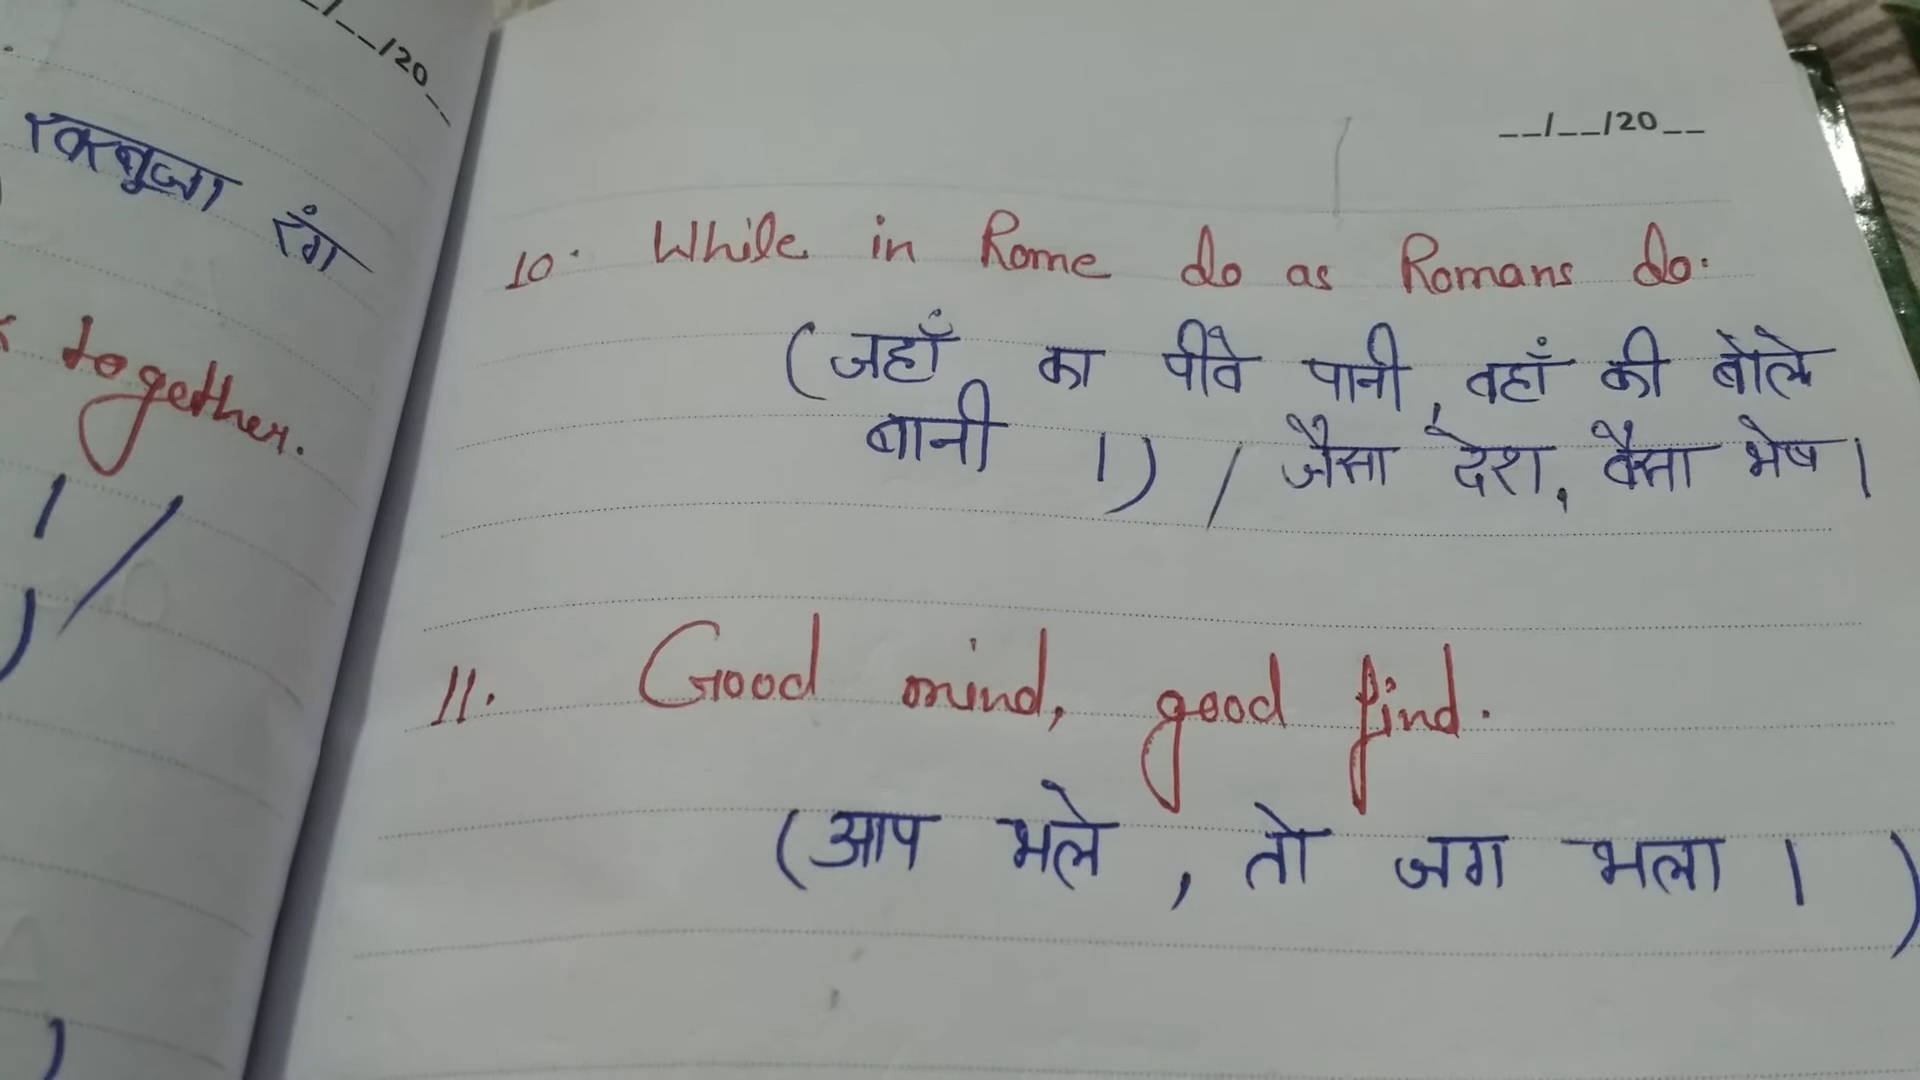 __/20__
रबूजा रंग
together.
।
) /
)
__/__/20__
10. While in Rome do as Romans do.
(जहाँ का पीवे पानी, वहाँ की बोले
बानी ।) / जैसा देश, वैसा भेष ।
11. Good mind, good find.
(आप भले , तो जग भला । )